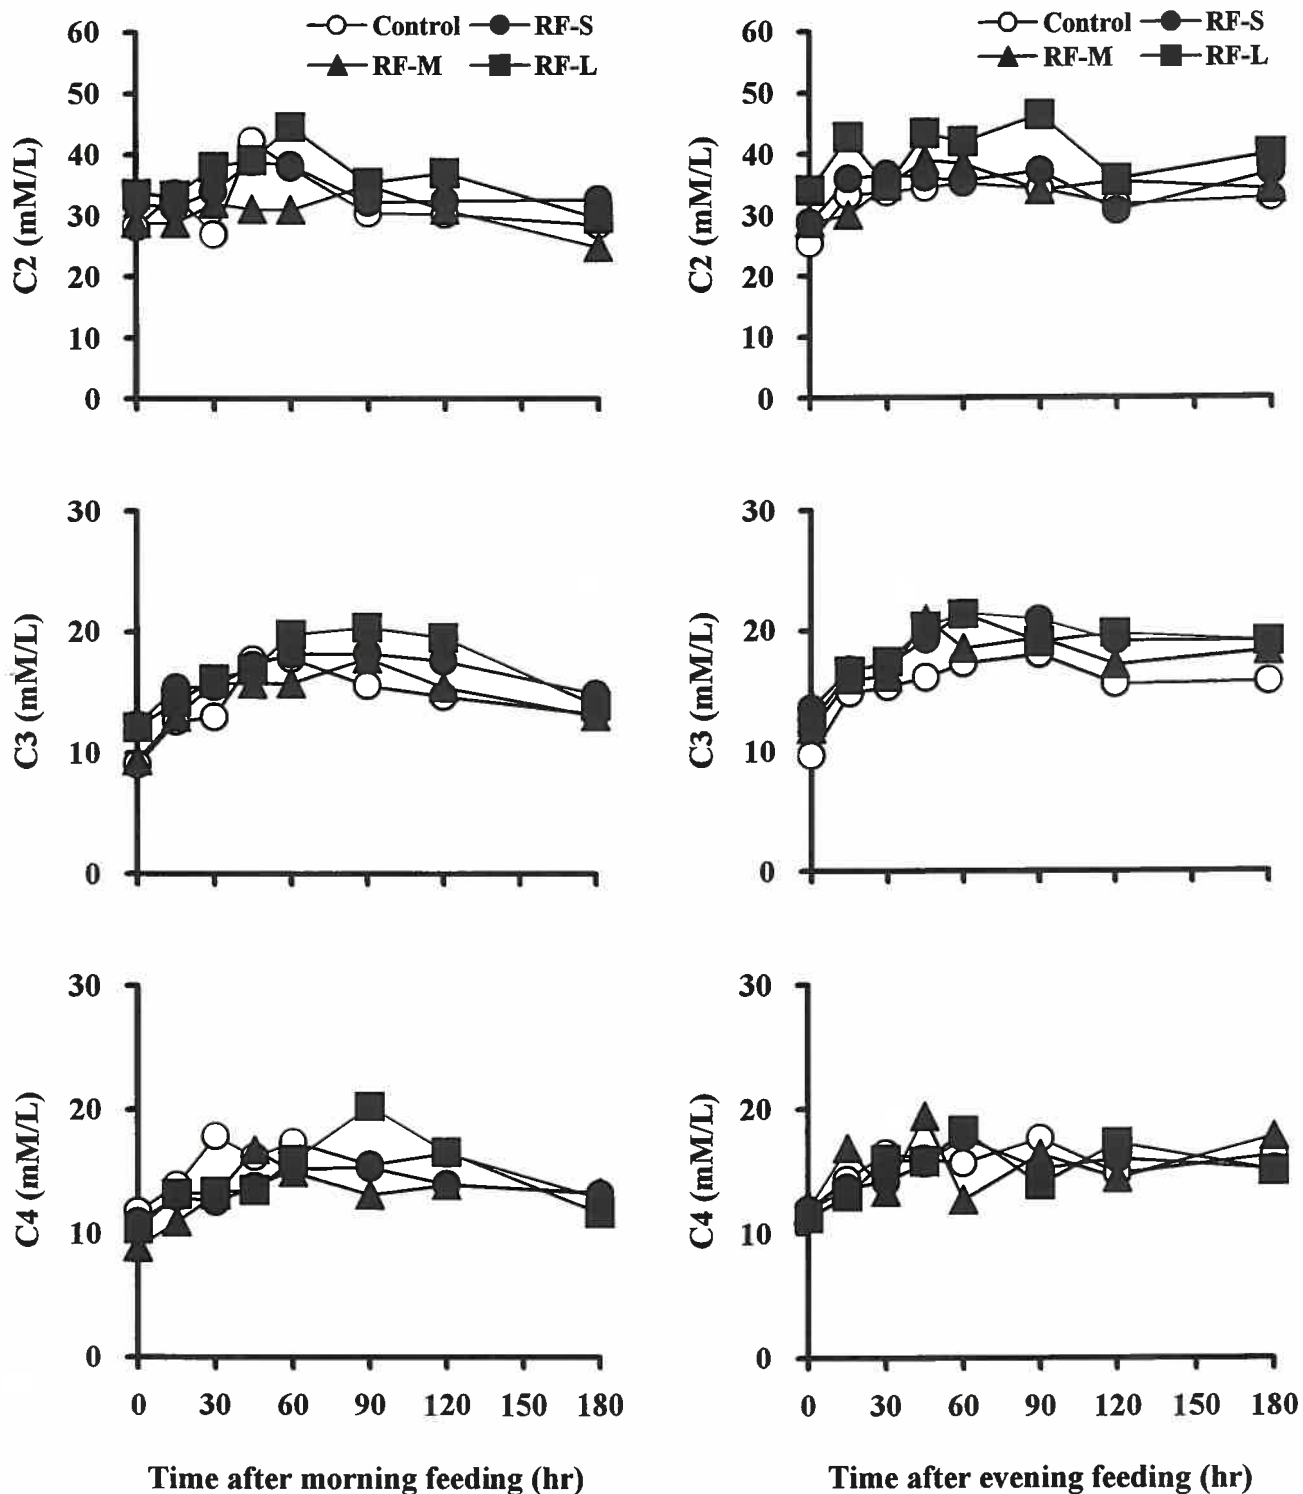 Control RF-S
RF-M RF-L
60
50
40
30
20
10
0
C2 (mM/L)
Control RF-S
RF-M RF-L
60
50
40
30
20
10
0
C2 (mM/L)
30
20
10
0
C3 (mM/L)
30
20
10
0
C3 (mM/L)
30
20
10
0
C4 (mM/L)
0 30 60 90 120 150 180
Time after morning feeding (hr)
30
20
10
0
C4 (mM/L)
0 30 60 90 120 150 180
Time after evening feeding (hr)